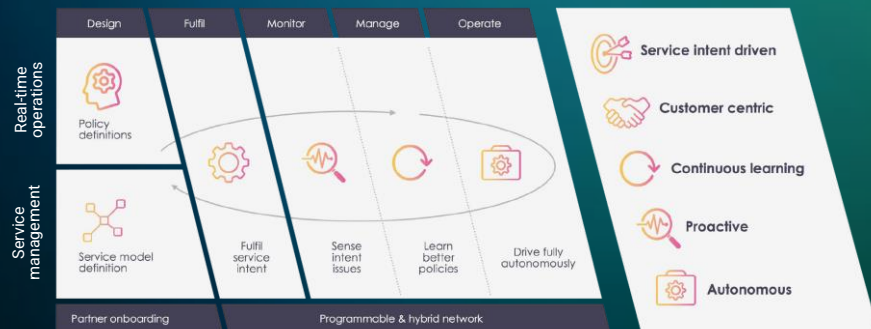 Design
Fulfil
Monitor
Manage
Operate
Real-time
operations
Policy
definitions
Service
management
Service model
definition
Fulfil
service
intent
Sense
intent
issues
Learn
better
policies
Drive fully
autonomously
Partner onboarding
Programmable & hybrid network
Service intent driven
Customer centric
Continuous learning
Proactive
Autonomous